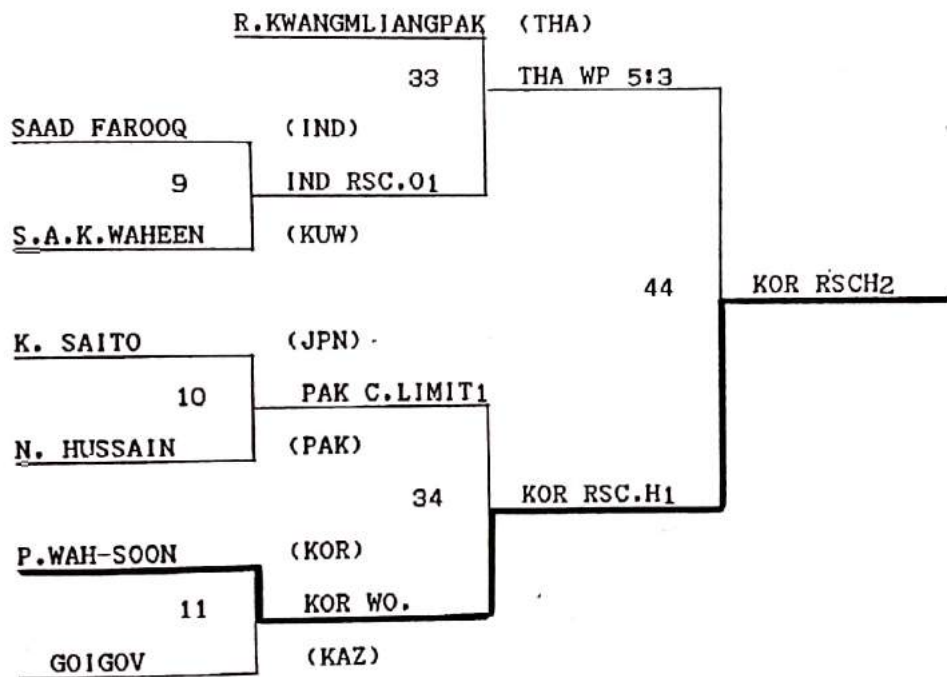 R.KWANGMLIANGPAK (THA)
33 THA WP 5:3
SAAD FAROOQ (IND)
9 IND RSC.O1
S.A.K.WAHEEN (KUW)
44 KOR RSCH2
K. SAITO (JPN)
10 PAK C.LIMIT1
N. HUSSAIN (PAK)
34 KOR RSC.H1
P.WAH-SOON (KOR)
11 KOR WO.
GOIGOV (KAZ)